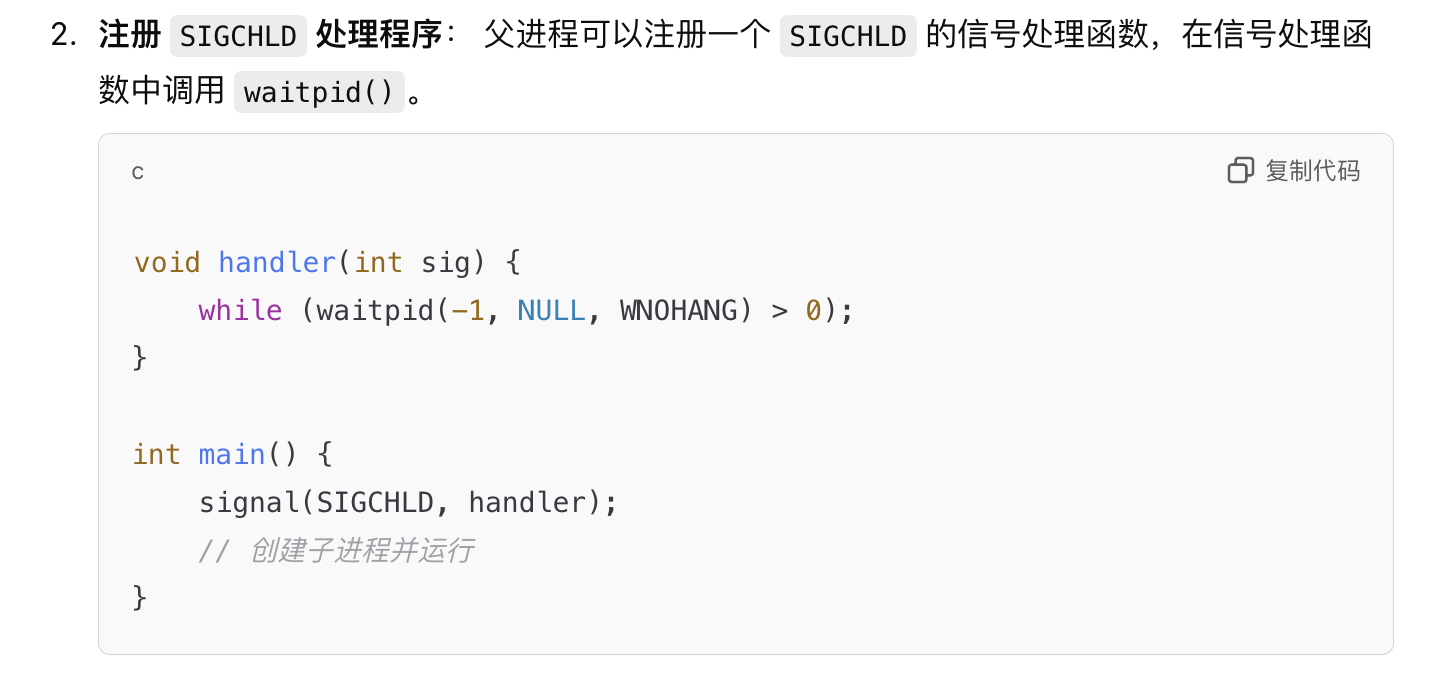 2. 注册 SIGCHLD 处理程序： 父进程可以注册一个 SIGCHLD 的信号处理函数，在信号处理函
数中调用 waitpid() 。
c 复制代码
void handler(int sig) {
    while (waitpid(-1, NULL, WNOHANG) > 0);
}
int main() {
    signal(SIGCHLD, handler);
    // 创建子进程并运行
}